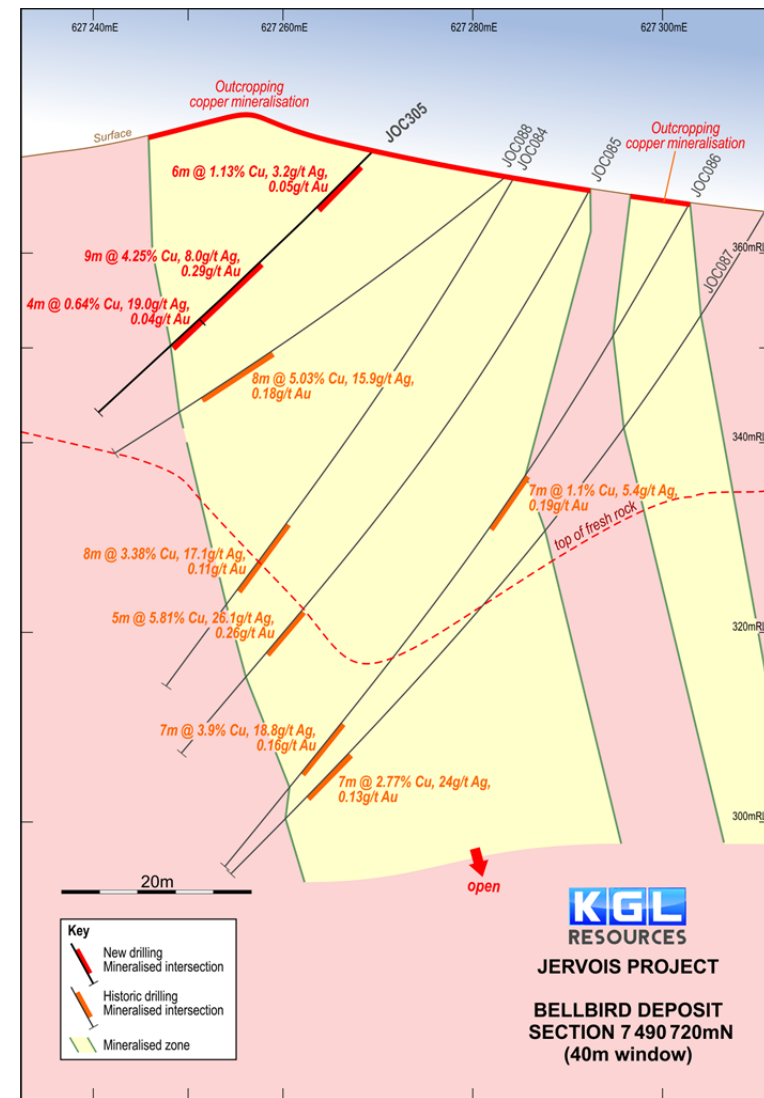 627 240mE
627 260mE
627 280mE
627 300mE
Outcropping
copper mineralisation
Surface
JOC305
JOC088
JOC084
JOC085
Outcropping
copper mineralisation
JOC086
JOC087
6m @ 1.13% Cu, 3.2g/t Ag,
0.05g/t Au
360mRl
9m @ 4.25% Cu, 8.0g/t Ag,
0.29g/t Au
4m @ 0.64% Cu, 19.0g/t Ag,
0.04g/t Au
8m @ 5.03% Cu, 15.9g/t Ag,
0.18g/t Au
340mRl
7m @ 1.1% Cu, 5.4g/t Ag,
0.19g/t Au
top of fresh rock
8m @ 3.38% Cu, 17.1g/t Ag,
0.11g/t Au
5m @ 5.81% Cu, 26.1g/t Ag,
0.26g/t Au
320mRl
7m @ 3.9% Cu, 18.8g/t Ag,
0.16g/t Au
7m @ 2.77% Cu, 24g/t Ag,
0.13g/t Au
300mRl
20m
open
Key
New drilling
Mineralised intersection
Historic drilling
Mineralised intersection
Mineralised zone
KGL
RESOURCES
JERVOIS PROJECT
BELLBIRD DEPOSIT
SECTION 7 490 720mN
(40m window)